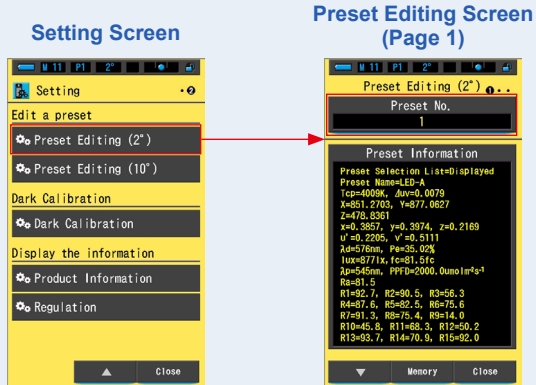 Setting Screen
M 11 P1 2°
Setting
Edit a preset
Preset Editing (2°)
Preset Editing (10°)
Dark Calibration
Dark Calibration
Display the information
Product Information
Regulation
▲ Close
Preset Editing Screen
(Page 1)
M 11 P1 2°
Preset Editing (2°)
Preset No.
1
Preset Information
Preset Selection List=Displayed
Preset Name=LED-A
Tcp=4009K, Δuv=0.0079
X=851.2703, Y=877.0627
Z=478.8361
x=0.3857, y=0.3974, z=0.2169
u'=0.2205, v'=0.5111
λd=576nm, Pe=35.02%
lux=877lx,fc=81.5fc
λp=545nm, PPFD=2000.0umolm⁻²s⁻¹
Ra=81.5
R1=92.7, R2=90.5, R3=56.3
R4=87.6, R5=82.5, R6=75.6
R7=91.3, R8=75.4, R9=14.0
R10=45.8, R11=68.3, R12=50.2
R13=93.7, R14=70.9, R15=92.0
▼ Memory Close